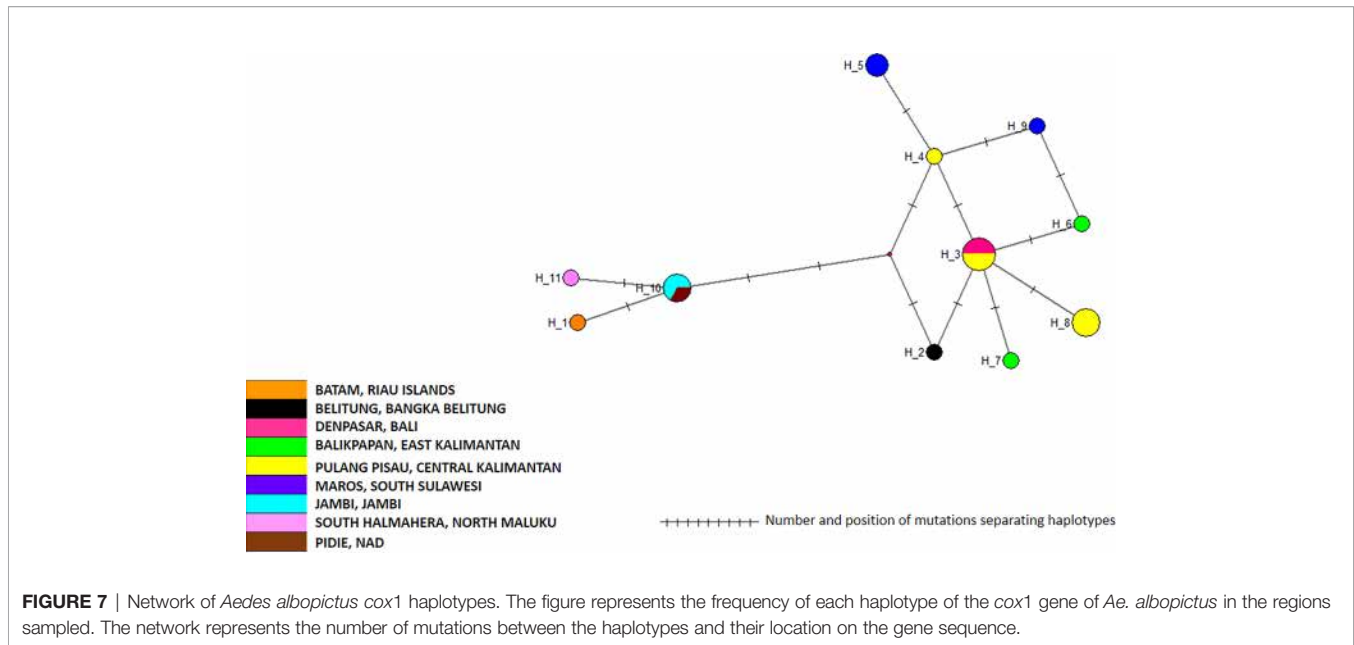 H_5
H_9
H_4
H_6
H_3
H_11
H_10
H_1
H_8
H_2
H_7
BATAM, RIAU ISLANDS
BELITUNG, BANGKA BELITUNG
DENPASAR, BALI
BALIKPAPAN, EAST KALIMANTAN
PULANG PISAU, CENTRAL KALIMANTAN
MAROS, SOUTH SULAWESI
JAMBI, JAMBI
SOUTH HALMAHERA, NORTH MALUKU
PIDIE, NAD
Number and position of mutations separating haplotypes
FIGURE 7 | Network of Aedes albopictus cox1 haplotypes. The figure represents the frequency of each haplotype of the cox1 gene of Ae. albopictus in the regions
sampled. The network represents the number of mutations between the haplotypes and their location on the gene sequence.